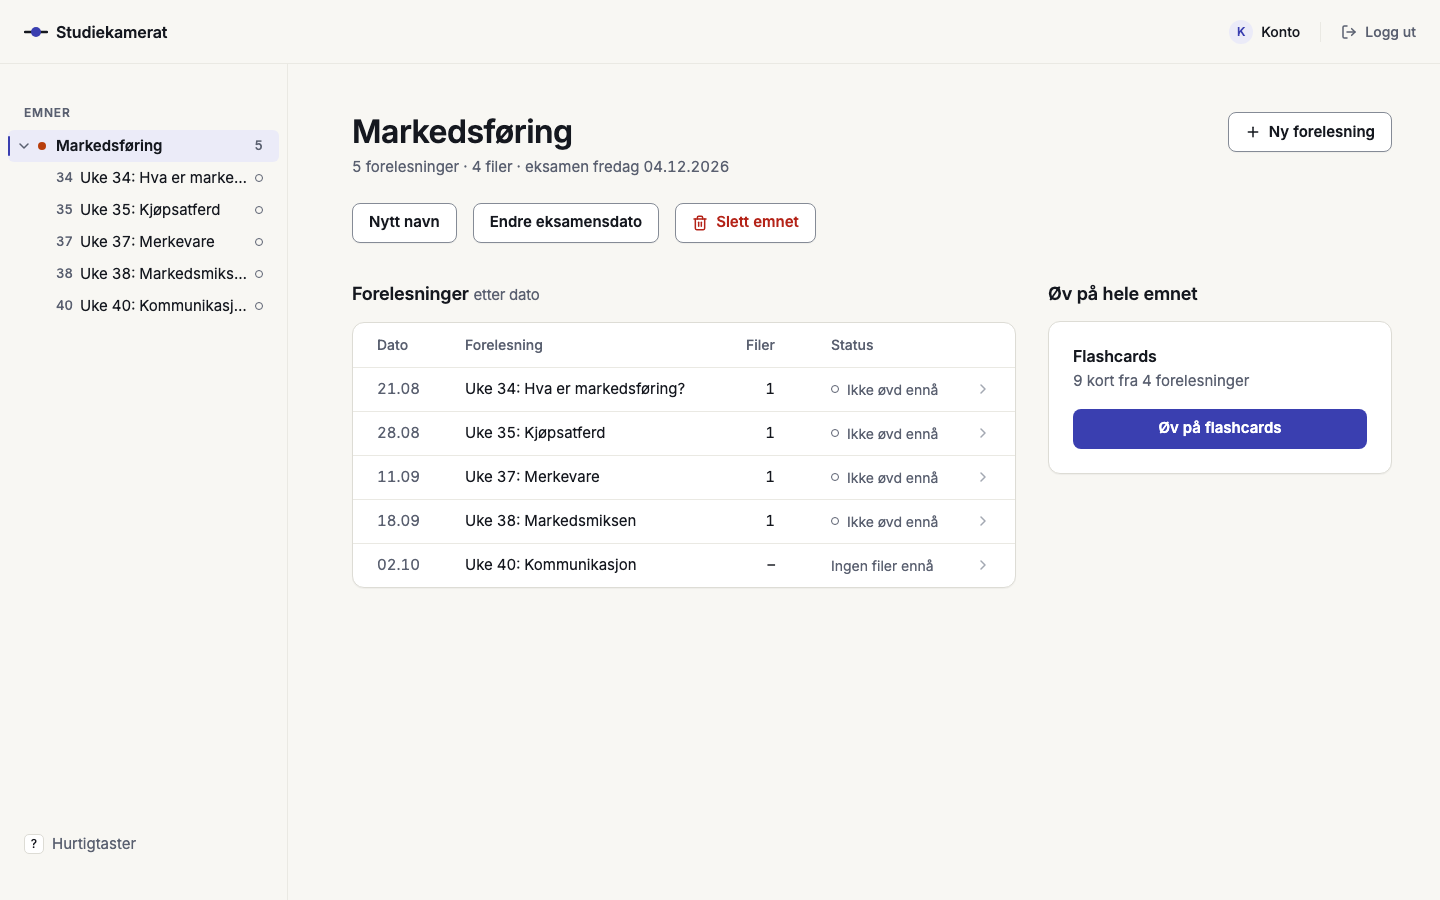 Studiekamerat
K Konto
Logg ut
EMNER
Markedsføring 5
34 Uke 34: Hva er marke...
35 Uke 35: Kjøpsatferd
37 Uke 37: Merkevare
38 Uke 38: Markedsmiks...
40 Uke 40: Kommunikasj...
? Hurtigtaster
Markedsføring
5 forelesninger · 4 filer · eksamen fredag 04.12.2026
+ Ny forelesning
Nytt navn
Endre eksamensdato
Slett emnet
Forelesninger etter dato
Dato Forelesning Filer Status
21.08 Uke 34: Hva er markedsføring? 1 Ikke øvd ennå
28.08 Uke 35: Kjøpsatferd 1 Ikke øvd ennå
11.09 Uke 37: Merkevare 1 Ikke øvd ennå
18.09 Uke 38: Markedsmiksen 1 Ikke øvd ennå
02.10 Uke 40: Kommunikasjon – Ingen filer ennå
Øv på hele emnet
Flashcards
9 kort fra 4 forelesninger
Øv på flashcards